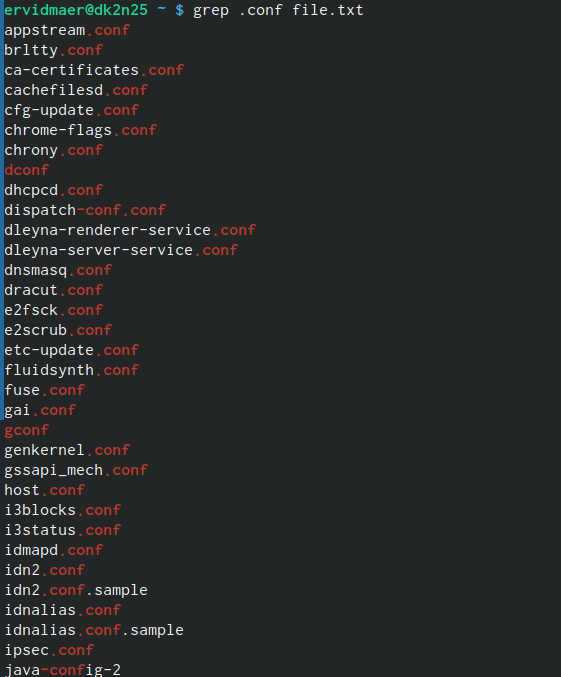 ervidmaer@dk2n25 ~ $ grep .conf file.txt
appstream.conf
brltty.conf
ca-certificates.conf
cachefilesd.conf
cfg-update.conf
chrome-flags.conf
chrony.conf
dconf
dhcpcd.conf
dispatch-conf.conf
dleyna-renderer-service.conf
dleyna-server-service.conf
dnsmasq.conf
dracut.conf
e2fsck.conf
e2scrub.conf
etc-update.conf
fluidsynth.conf
fuse.conf
gai.conf
gconf
genkernel.conf
gssapi_mech.conf
host.conf
i3blocks.conf
i3status.conf
idmapd.conf
idn2.conf
idn2.conf.sample
idnalias.conf
idnalias.conf.sample
ipsec.conf
java-config-2